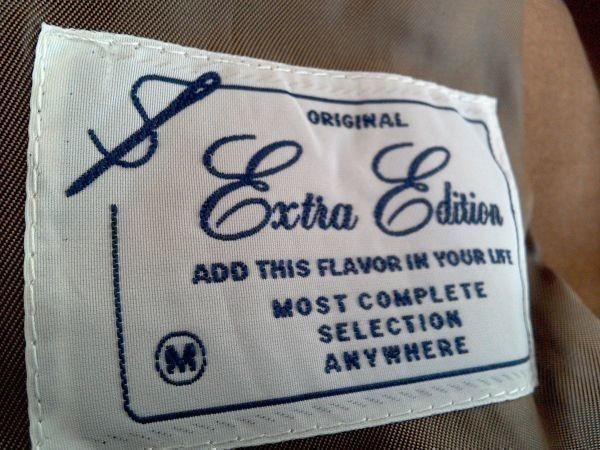 ORIGINAL
Extra Edition
ADD THIS FLAVOR IN YOUR LIFE
MOST COMPLETE
SELECTION
ANYWHERE
M